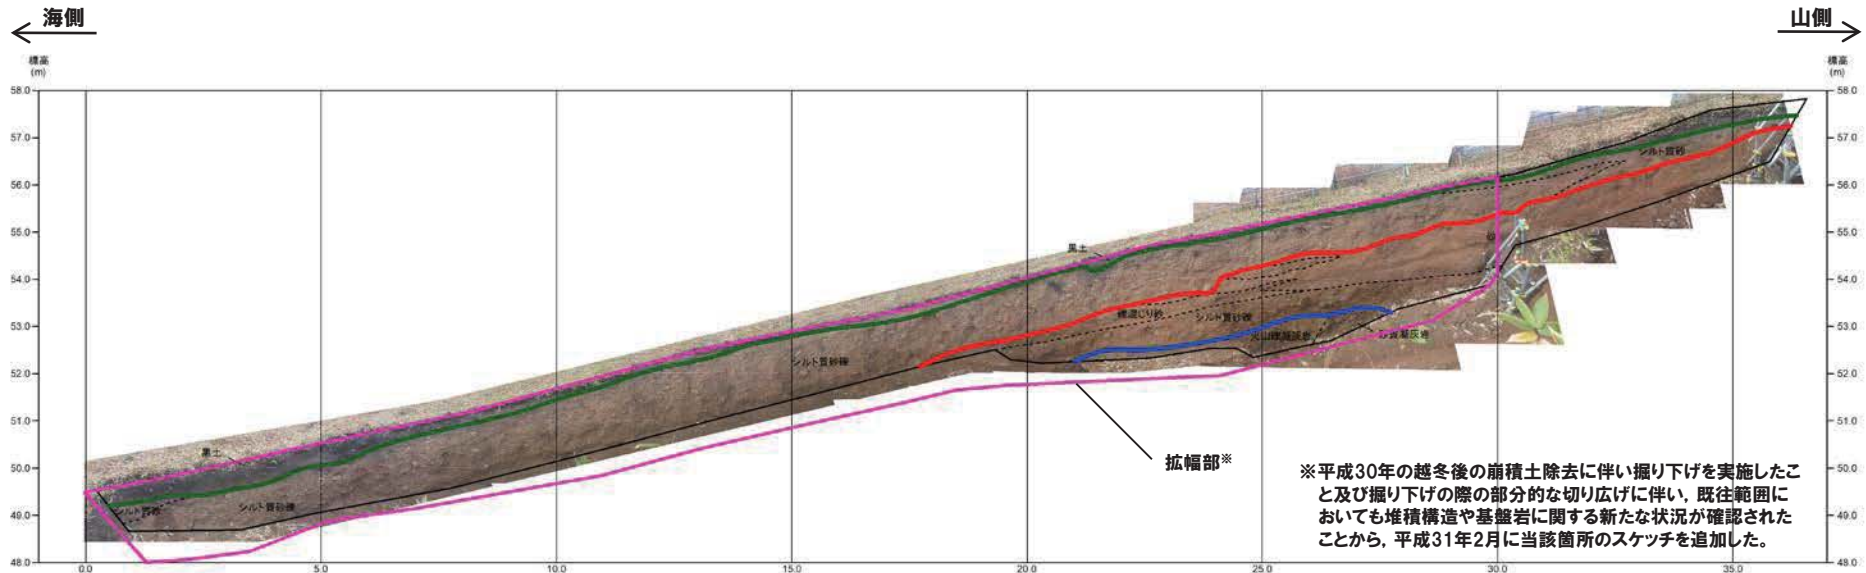 海側
山側
標高
(m)
標高
(m)
58.0
57.0
56.0
55.0
54.0
53.0
52.0
51.0
50.0
49.0
48.0
58.0
57.0
56.0
55.0
54.0
53.0
52.0
51.0
50.0
49.0
48.0
シルト質砂
黒土
砂
礫混じり砂
シルト質砂礫
火山礫凝灰岩
砂質凝灰岩
シルト質砂礫
黒土
シルト質砂
シルト質砂礫
拡幅部※
※平成30年の越冬後の崩積土除去に伴い掘り下げを実施したこ
と及び掘り下げの際の部分的な切り広げに伴い，既往範囲に
おいても堆積構造や基盤岩に関する新たな状況が確認された
ことから，平成31年2月に当該箇所のスケッチを追加した。
0.0
5.0
10.0
15.0
20.0
25.0
30.0
35.0